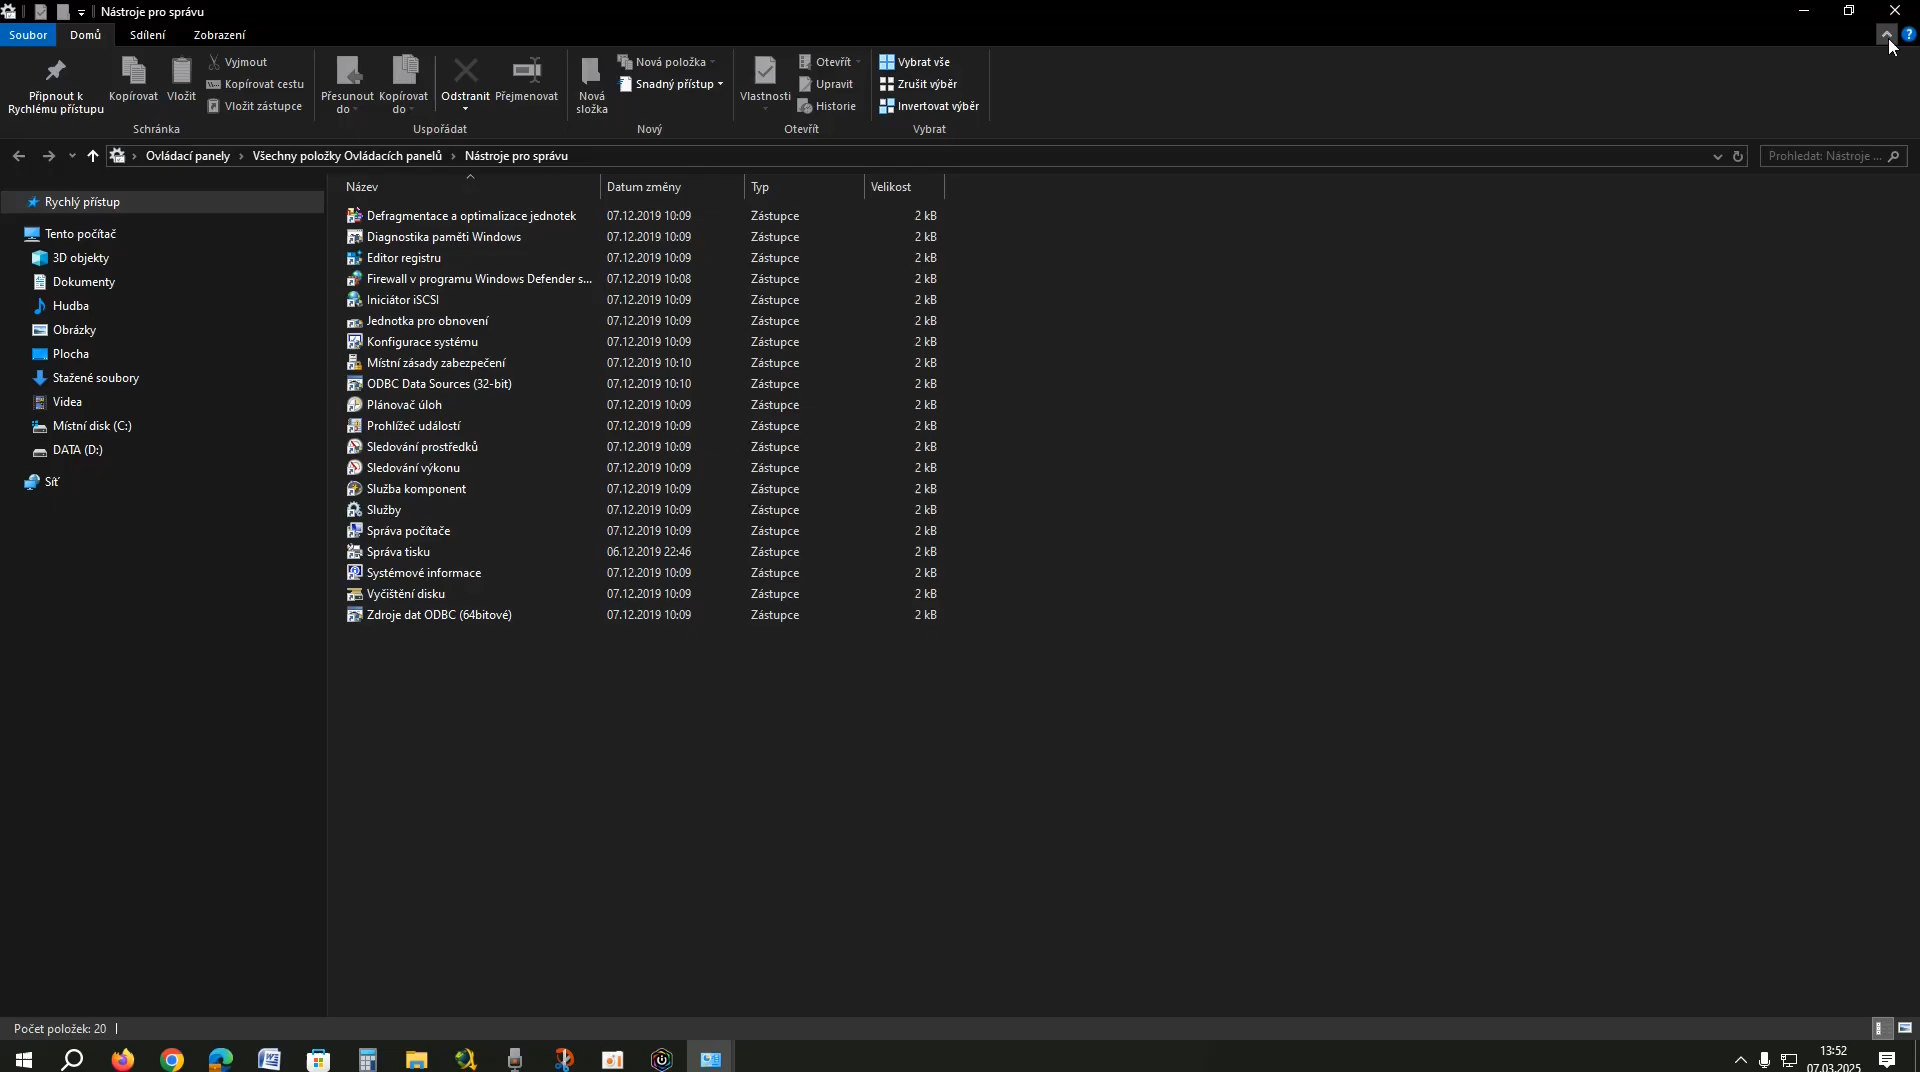 Nástroje pro správu
Soubor Domů Sdílení Zobrazení
Připnout k Rychlému přístupu
Kopírovat
Vložit
Vyjmout
Kopírovat cestu
Vložit zástupce
Schránka
Přesunout do
Kopírovat do
Odstranit
Přejmenovat
Uspořádat
Nová složka
Nová položka
Snadný přístup
Nový
Vlastnosti
Otevřít
Upravit
Historie
Otevřít
Vybrat vše
Zrušit výběr
Invertovat výběr
Vybrat
Ovládací panely › Všechny položky Ovládacích panelů › Nástroje pro správu
Prohledat: Nástroje ...
Rychlý přístup
Tento počítač
3D objekty
Dokumenty
Hudba
Obrázky
Plocha
Stažené soubory
Videa
Místní disk (C:)
DATA (D:)
Síť
Název Datum změny Typ Velikost
Defragmentace a optimalizace jednotek 07.12.2019 10:09 Zástupce 2 kB
Diagnostika paměti Windows 07.12.2019 10:09 Zástupce 2 kB
Editor registru 07.12.2019 10:09 Zástupce 2 kB
Firewall v programu Windows Defender s... 07.12.2019 10:08 Zástupce 2 kB
Iniciátor iSCSI 07.12.2019 10:09 Zástupce 2 kB
Jednotka pro obnovení 07.12.2019 10:09 Zástupce 2 kB
Konfigurace systému 07.12.2019 10:09 Zástupce 2 kB
Místní zásady zabezpečení 07.12.2019 10:10 Zástupce 2 kB
ODBC Data Sources (32-bit) 07.12.2019 10:10 Zástupce 2 kB
Plánovač úloh 07.12.2019 10:09 Zástupce 2 kB
Prohlížeč událostí 07.12.2019 10:09 Zástupce 2 kB
Sledování prostředků 07.12.2019 10:09 Zástupce 2 kB
Sledování výkonu 07.12.2019 10:09 Zástupce 2 kB
Služba komponent 07.12.2019 10:09 Zástupce 2 kB
Služby 07.12.2019 10:09 Zástupce 2 kB
Správa počítače 07.12.2019 10:09 Zástupce 2 kB
Správa tisku 06.12.2019 22:46 Zástupce 2 kB
Systémové informace 07.12.2019 10:09 Zástupce 2 kB
Vyčištění disku 07.12.2019 10:09 Zástupce 2 kB
Zdroje dat ODBC (64bitové) 07.12.2019 10:09 Zástupce 2 kB
Počet položek: 20
13:52
07.03.2025